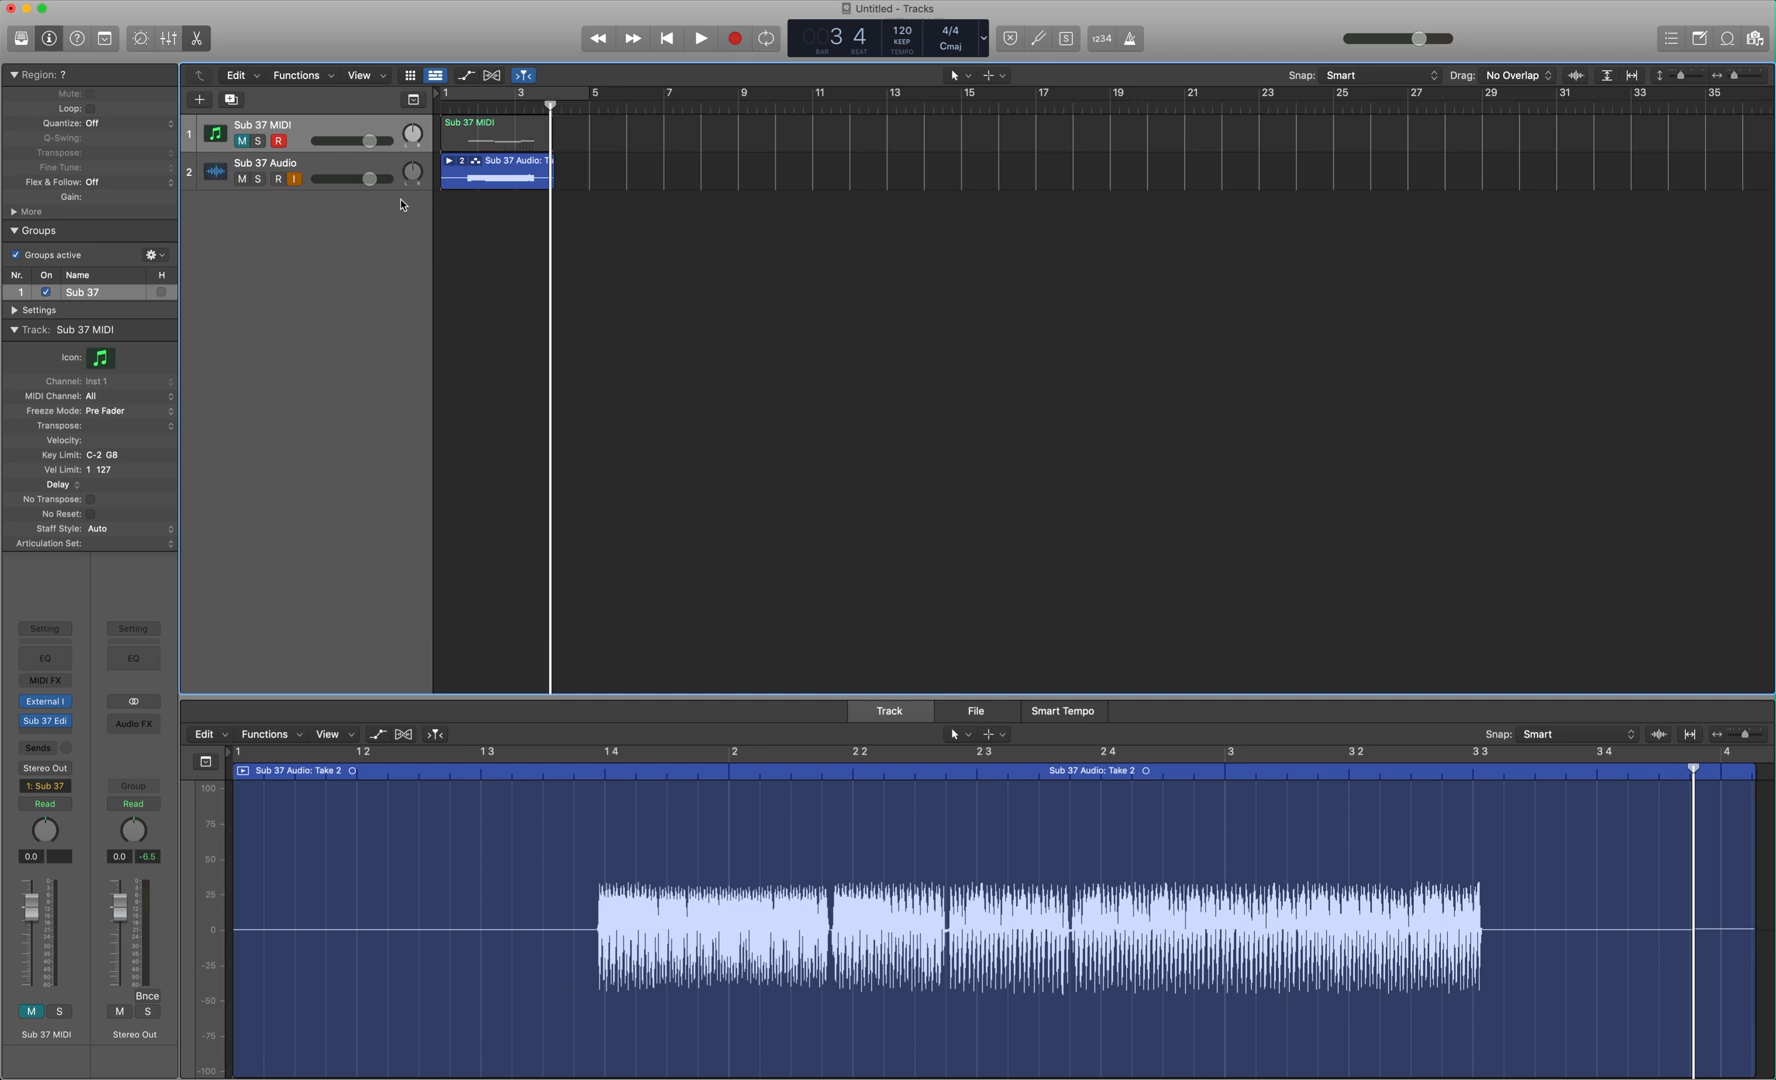 Untitled - Tracks
00 3 4
BAR BEAT
120
KEEP
TEMPO
4/4
Cmaj
1234
Region: ?
Edit Functions View
Snap: Smart
Drag: No Overlap
Mute:
Loop:
Quantize: Off
Q-Swing:
Transpose:
Fine Tune:
Flex & Follow: Off
Gain:
More
Groups
Groups active
Nr. On Name H
1 Sub 37
Settings
Track: Sub 37 MIDI
Icon:
Channel: Inst 1
MIDI Channel: All
Freeze Mode: Pre Fader
Transpose:
Velocity:
Key Limit: C-2 G8
Vel Limit: 1 127
Delay
No Transpose:
No Reset:
Staff Style: Auto
Articulation Set:
1 3 5 7 9 11 13 15 17 19 21 23 25 27 29 31 33 35
1
Sub 37 MIDI
M S R
L R
Sub 37 MIDI
2
Sub 37 Audio
M S R I
L R
2 Sub 37 Audio: T
Setting
EQ
MIDI FX
External I
Sub 37 Edi
Sends
Stereo Out
1: Sub 37
Read
0.0
M S
Sub 37 MIDI
Setting
EQ
Audio FX
Group
Read
0.0 -6.5
Bnce
M S
Stereo Out
Track File Smart Tempo
Edit Functions View
Snap: Smart
1 1 2 1 3 1 4 2 2 2 2 3 2 4 3 3 2 3 3 3 4 4
Sub 37 Audio: Take 2
Sub 37 Audio: Take 2
100
75
50
25
0
-25
-50
-75
-100